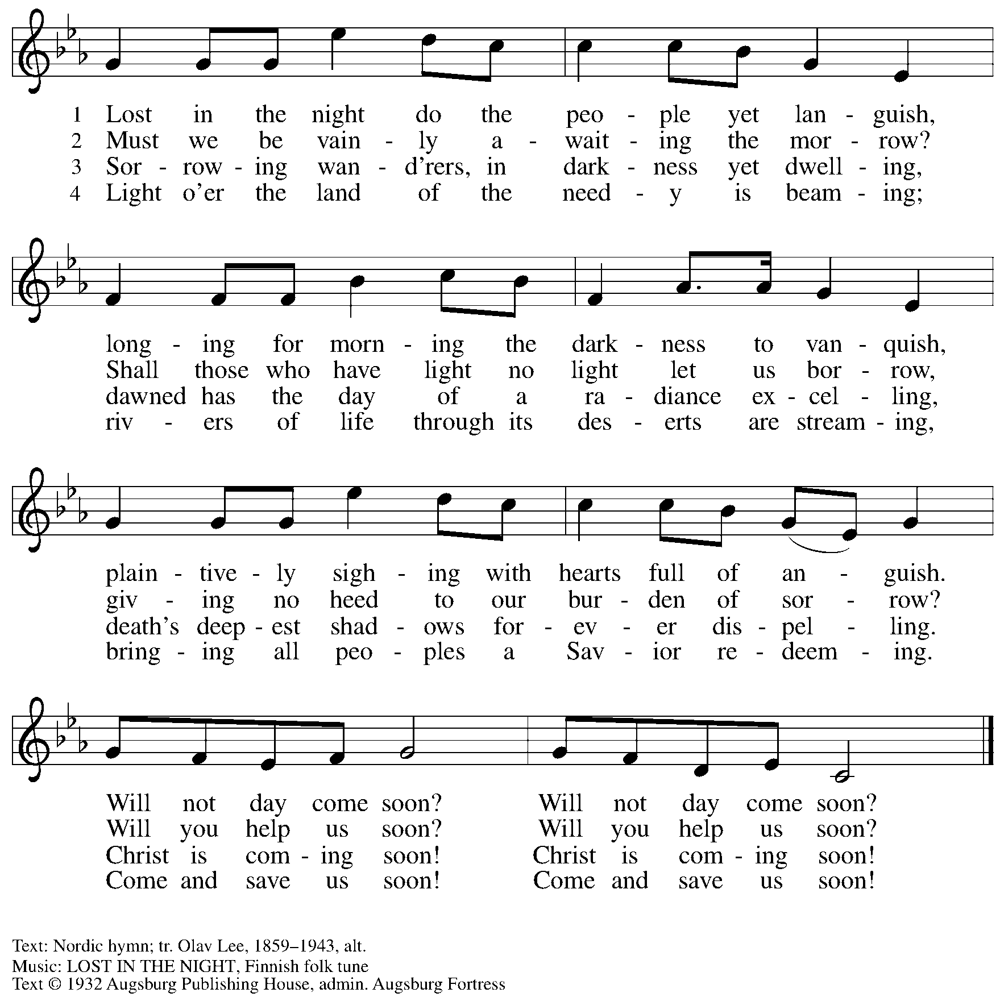 1 Lost in the night do the peo - ple yet lan - guish,
2 Must we be vain - ly a - wait - ing the mor - row?
3 Sor - row - ing wan - d’rers, in dark - ness yet dwell - ing,
4 Light o’er the land of the need - y is beam - ing;
long - ing for morn - ing the dark - ness to van - quish,
Shall those who have light no light let us bor - row,
dawned has the day of a ra - diance ex - cel - ling,
riv - ers of life through its des - erts are stream - ing,
plain - tive - ly sigh - ing with hearts full of an - guish.
giv - ing no heed to our bur - den of sor - row?
death’s deep - est shad - ows for - ev - er dis - pel - ling.
bring - ing all peo - ples a Sav - ior re - deem - ing.
Will not day come soon? Will not day come soon?
Will you help us soon? Will you help us soon?
Christ is com - ing soon! Christ is com - ing soon!
Come and save us soon! Come and save us soon!
Text: Nordic hymn; tr. Olav Lee, 1859–1943, alt.
Music: LOST IN THE NIGHT, Finnish folk tune
Text © 1932 Augsburg Publishing House, admin. Augsburg Fortress